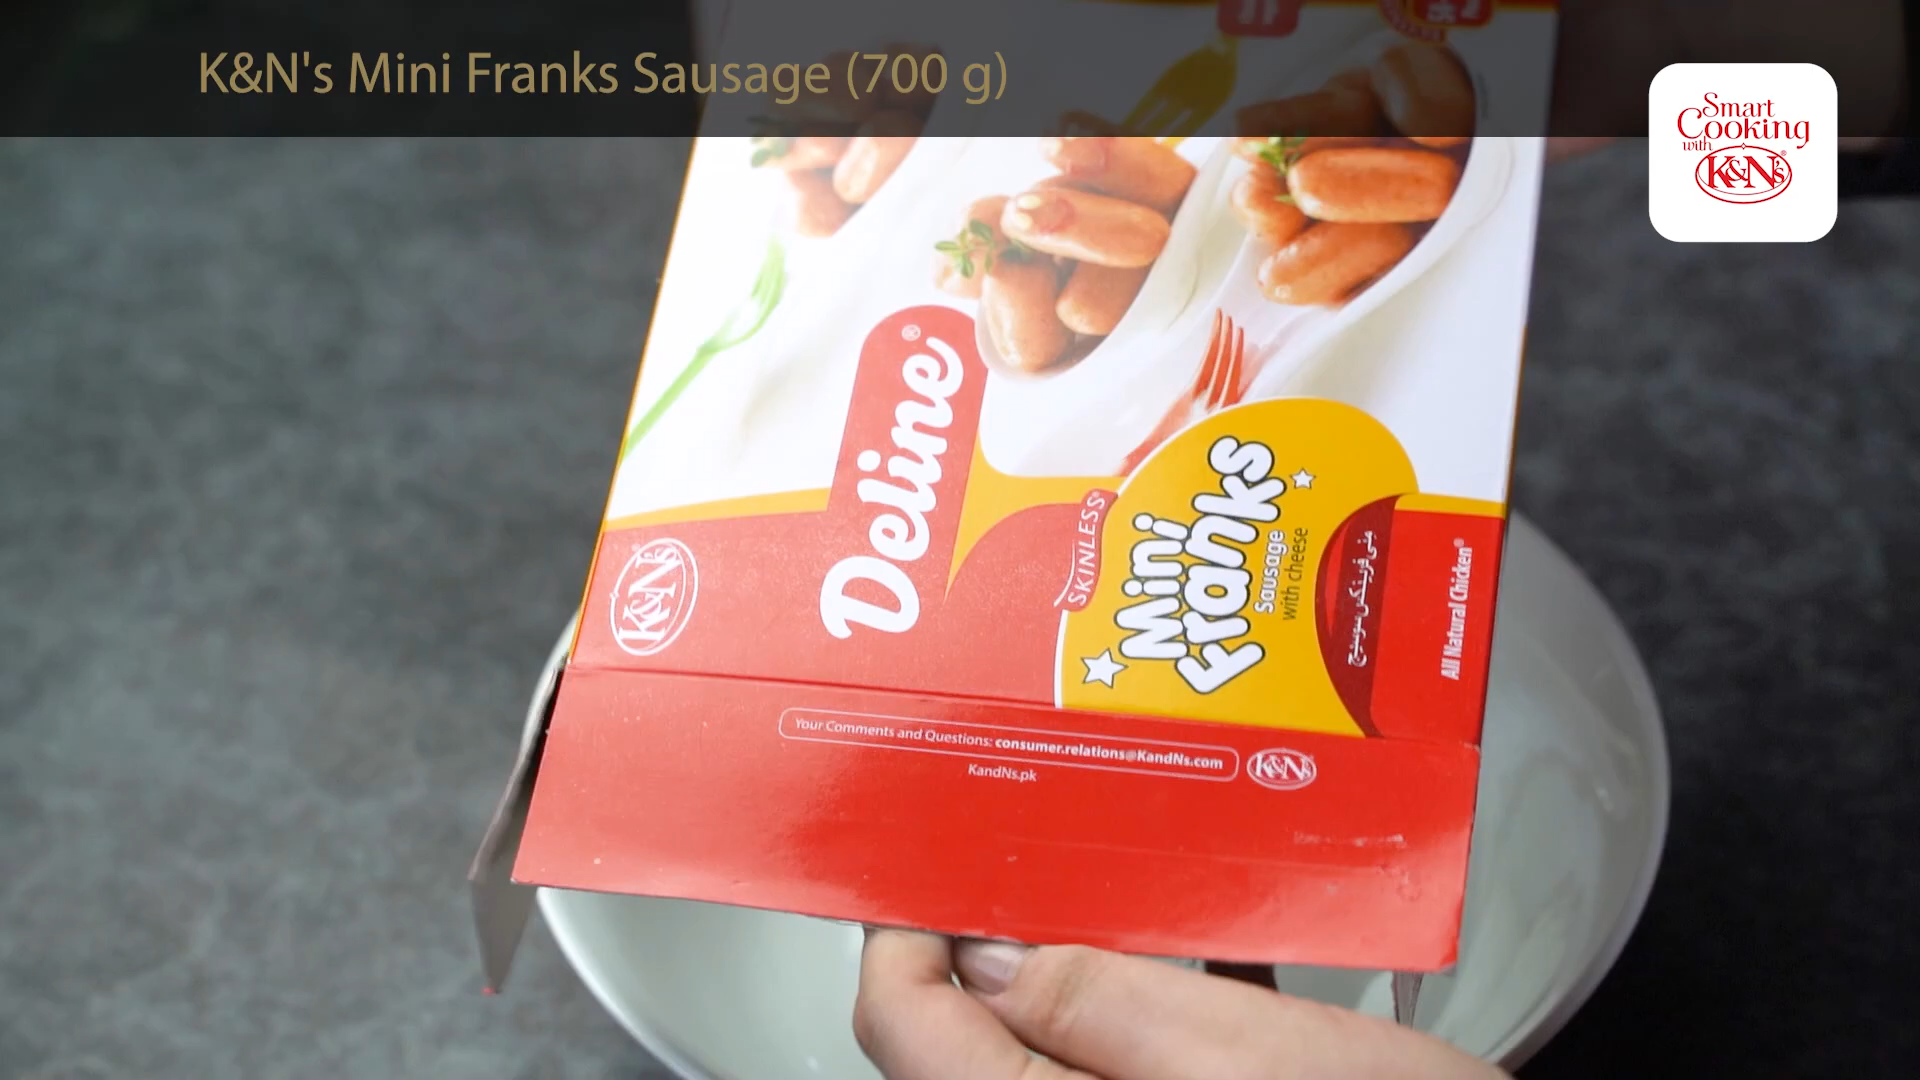 K&N's Mini Franks Sausage (700 g)
Smart
Cooking
with
K&N's®
Deline®
K&N's
SKINLESS®
Mini
Franks
Sausage
with cheese
منی فرینکس سوسیج
All Natural Chicken®
Your Comments and Questions: consumer.relations@KandNs.com
K&N's
KandNs.pk